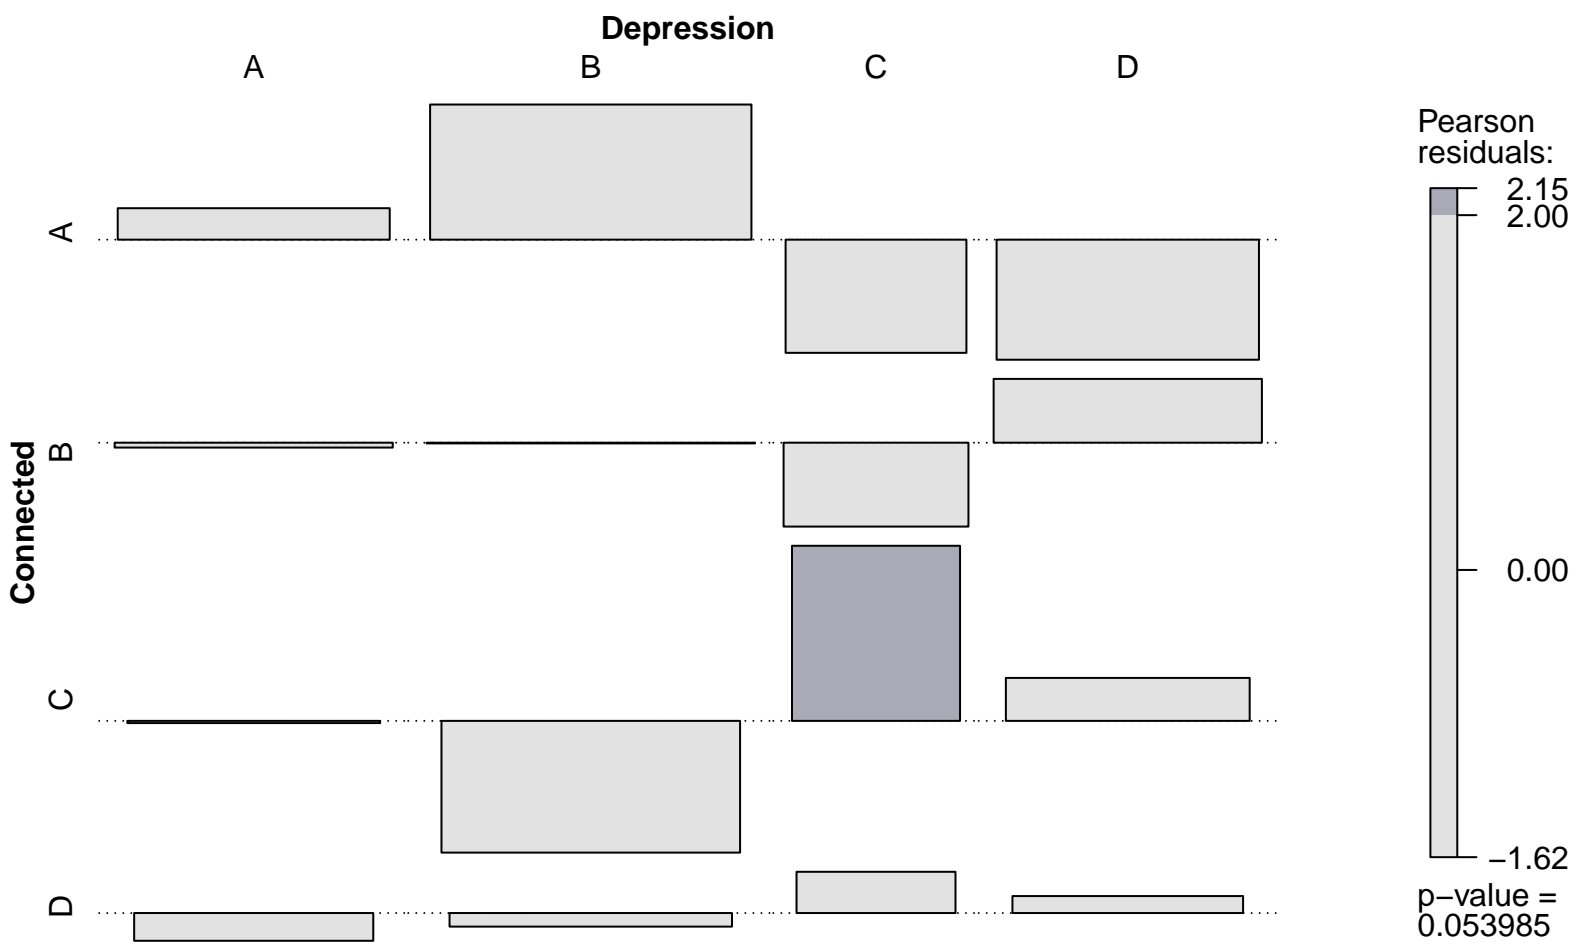 Depression
A B C D
Pearson
residuals:
2.15
2.00
0.00
−1.62
p−value =
0.053985
Connected
A
B
C
D